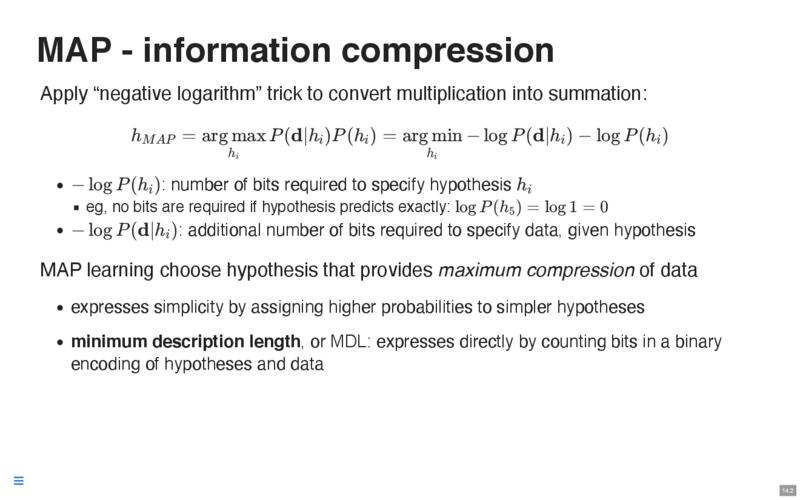 MAP - information compression
Apply “negative logarithm” trick to convert multiplication into summation:
h_{MAP} = arg max_{h_i} P(d|h_i)P(h_i) = arg min_{h_i} − log P(d|h_i) − log P(h_i)
• − log P(h_i): number of bits required to specify hypothesis h_i
▪ eg, no bits are required if hypothesis predicts exactly: log P(h_5) = log 1 = 0
• − log P(d|h_i): additional number of bits required to specify data, given hypothesis
MAP learning choose hypothesis that provides maximum compression of data
• expresses simplicity by assigning higher probabilities to simpler hypotheses
• minimum description length, or MDL: expresses directly by counting bits in a binary
encoding of hypotheses and data
14.2